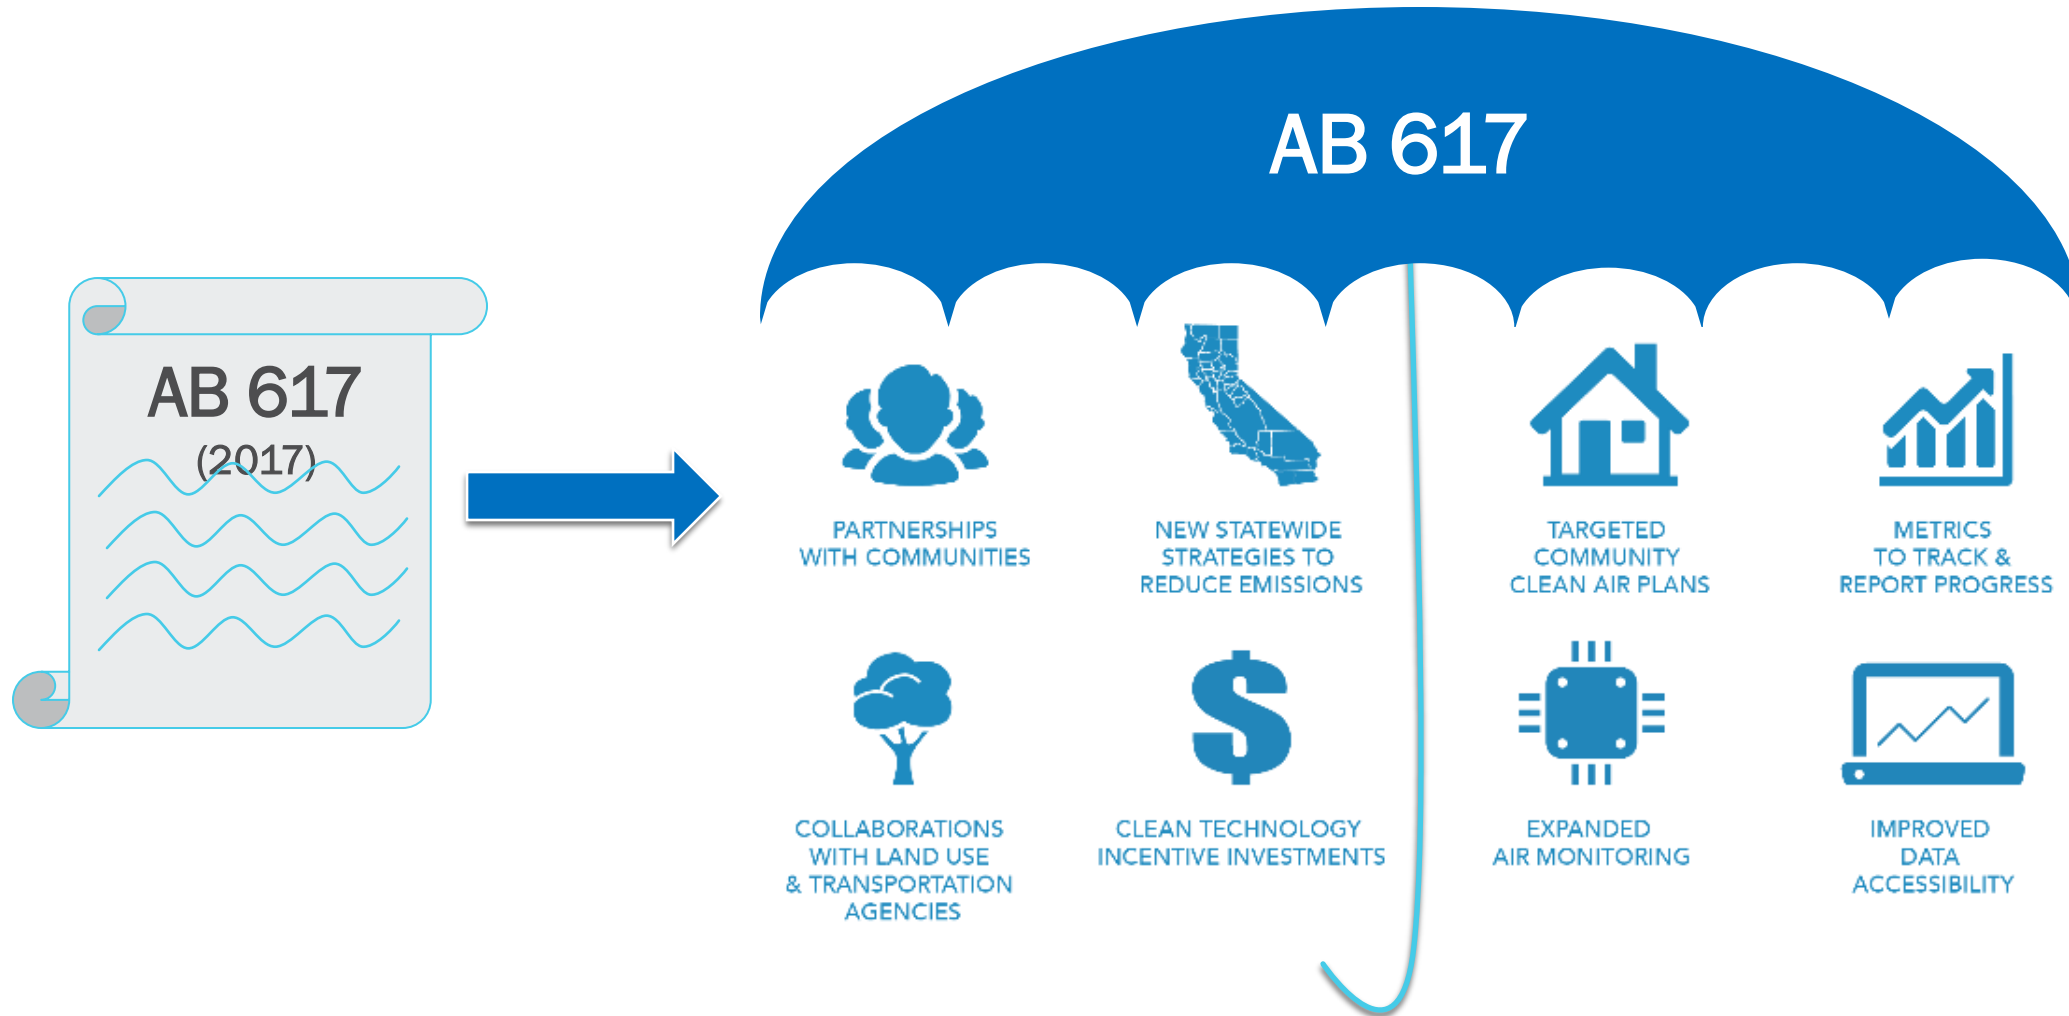 AB 617
(2017)
AB 617
PARTNERSHIPS
WITH COMMUNITIES
NEW STATEWIDE
STRATEGIES TO
REDUCE EMISSIONS
TARGETED
COMMUNITY
CLEAN AIR PLANS
METRICS
TO TRACK &
REPORT PROGRESS
COLLABORATIONS
WITH LAND USE
& TRANSPORTATION
AGENCIES
CLEAN TECHNOLOGY
INCENTIVE INVESTMENTS
EXPANDED
AIR MONITORING
IMPROVED
DATA
ACCESSIBILITY